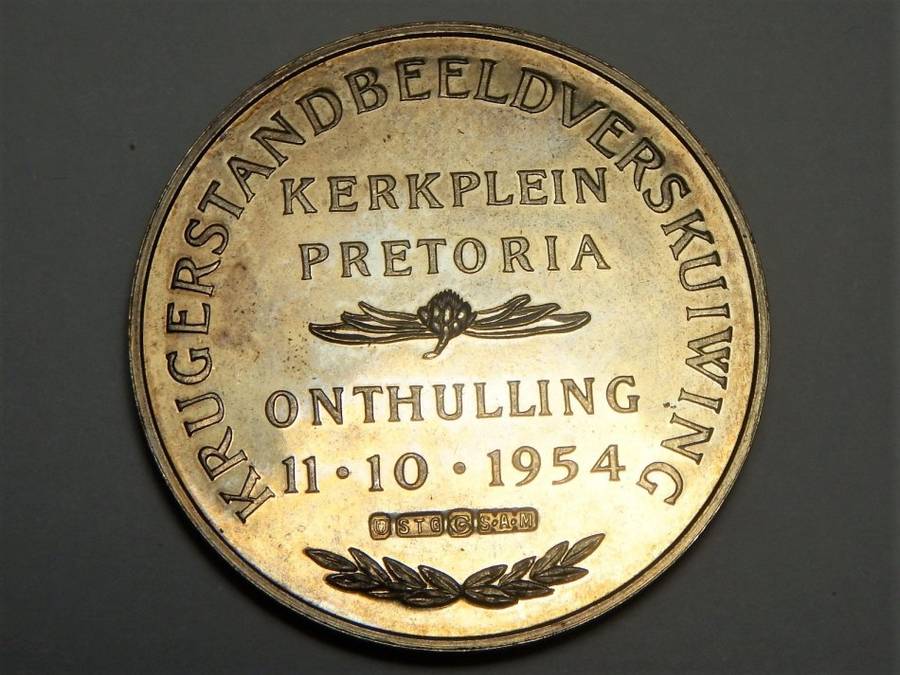 KRUGERSTANDBEELDVERSKUIWING
KERKPLEIN
PRETORIA
ONTHULLING
11·10·1954
STG C S·A·M